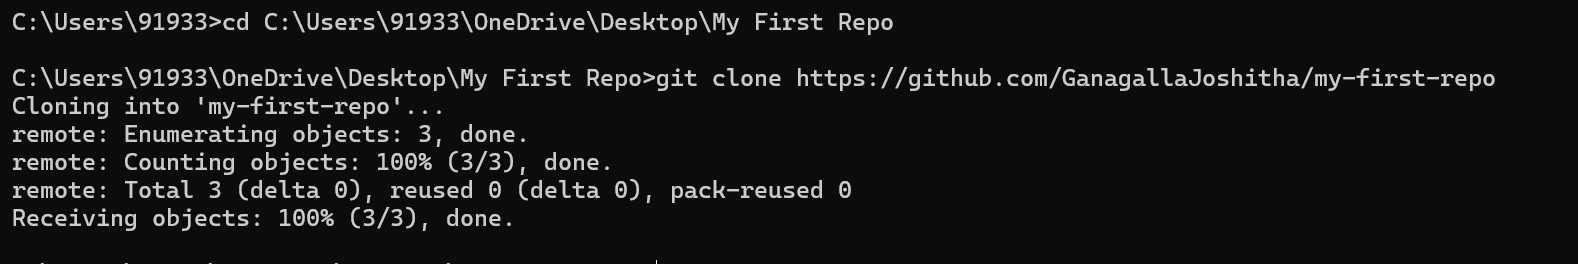 C:\Users\91933>cd C:\Users\91933\OneDrive\Desktop\My First Repo
C:\Users\91933\OneDrive\Desktop\My First Repo>git clone https://github.com/GanagallaJoshitha/my-first-repo
Cloning into 'my-first-repo'...
remote: Enumerating objects: 3, done.
remote: Counting objects: 100% (3/3), done.
remote: Total 3 (delta 0), reused 0 (delta 0), pack-reused 0
Receiving objects: 100% (3/3), done.